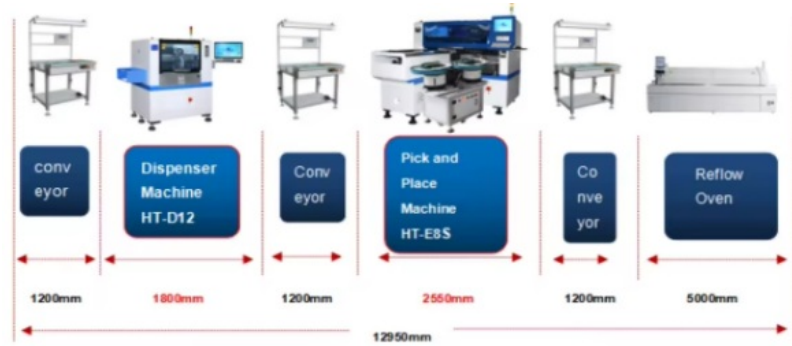 conv
eyor
Dispenser
Machine
HT-D12
Conv
eyor
Pick and
Place
Machine
HT-E8S
Co
nve
yor
Reflow
Oven
1200mm
1800mm
1200mm
2550mm
1200mm
5000mm
12950mm